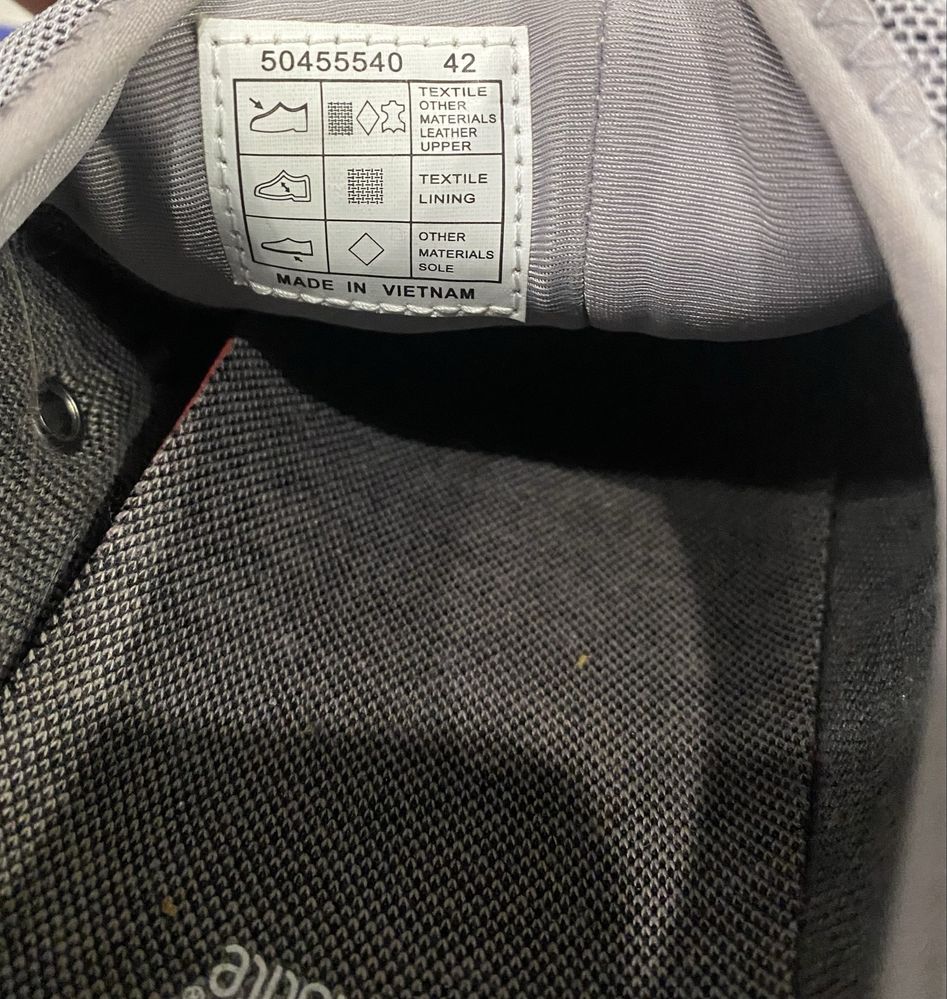 50455540 42
TEXTILE
OTHER
MATERIALS
LEATHER
UPPER
TEXTILE
LINING
OTHER
MATERIALS
SOLE
MADE IN VIETNAM